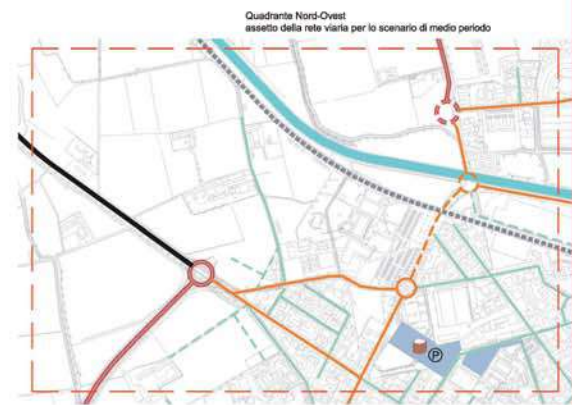 Quadrante Nord-Ovest
assetto della rete viaria per lo scenario di medio periodo
P